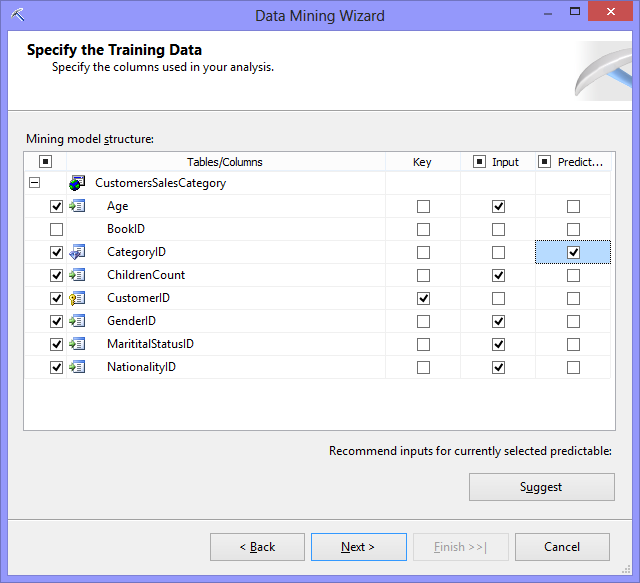 Data Mining Wizard
Specify the Training Data
Specify the columns used in your analysis.
Mining model structure:
Tables/Columns Key Input Predict...
CustomersSalesCategory
Age
BookID
CategoryID
ChildrenCount
CustomerID
GenderID
MarititalStatusID
NationalityID
Recommend inputs for currently selected predictable:
Suggest
< Back Next > Finish >>| Cancel